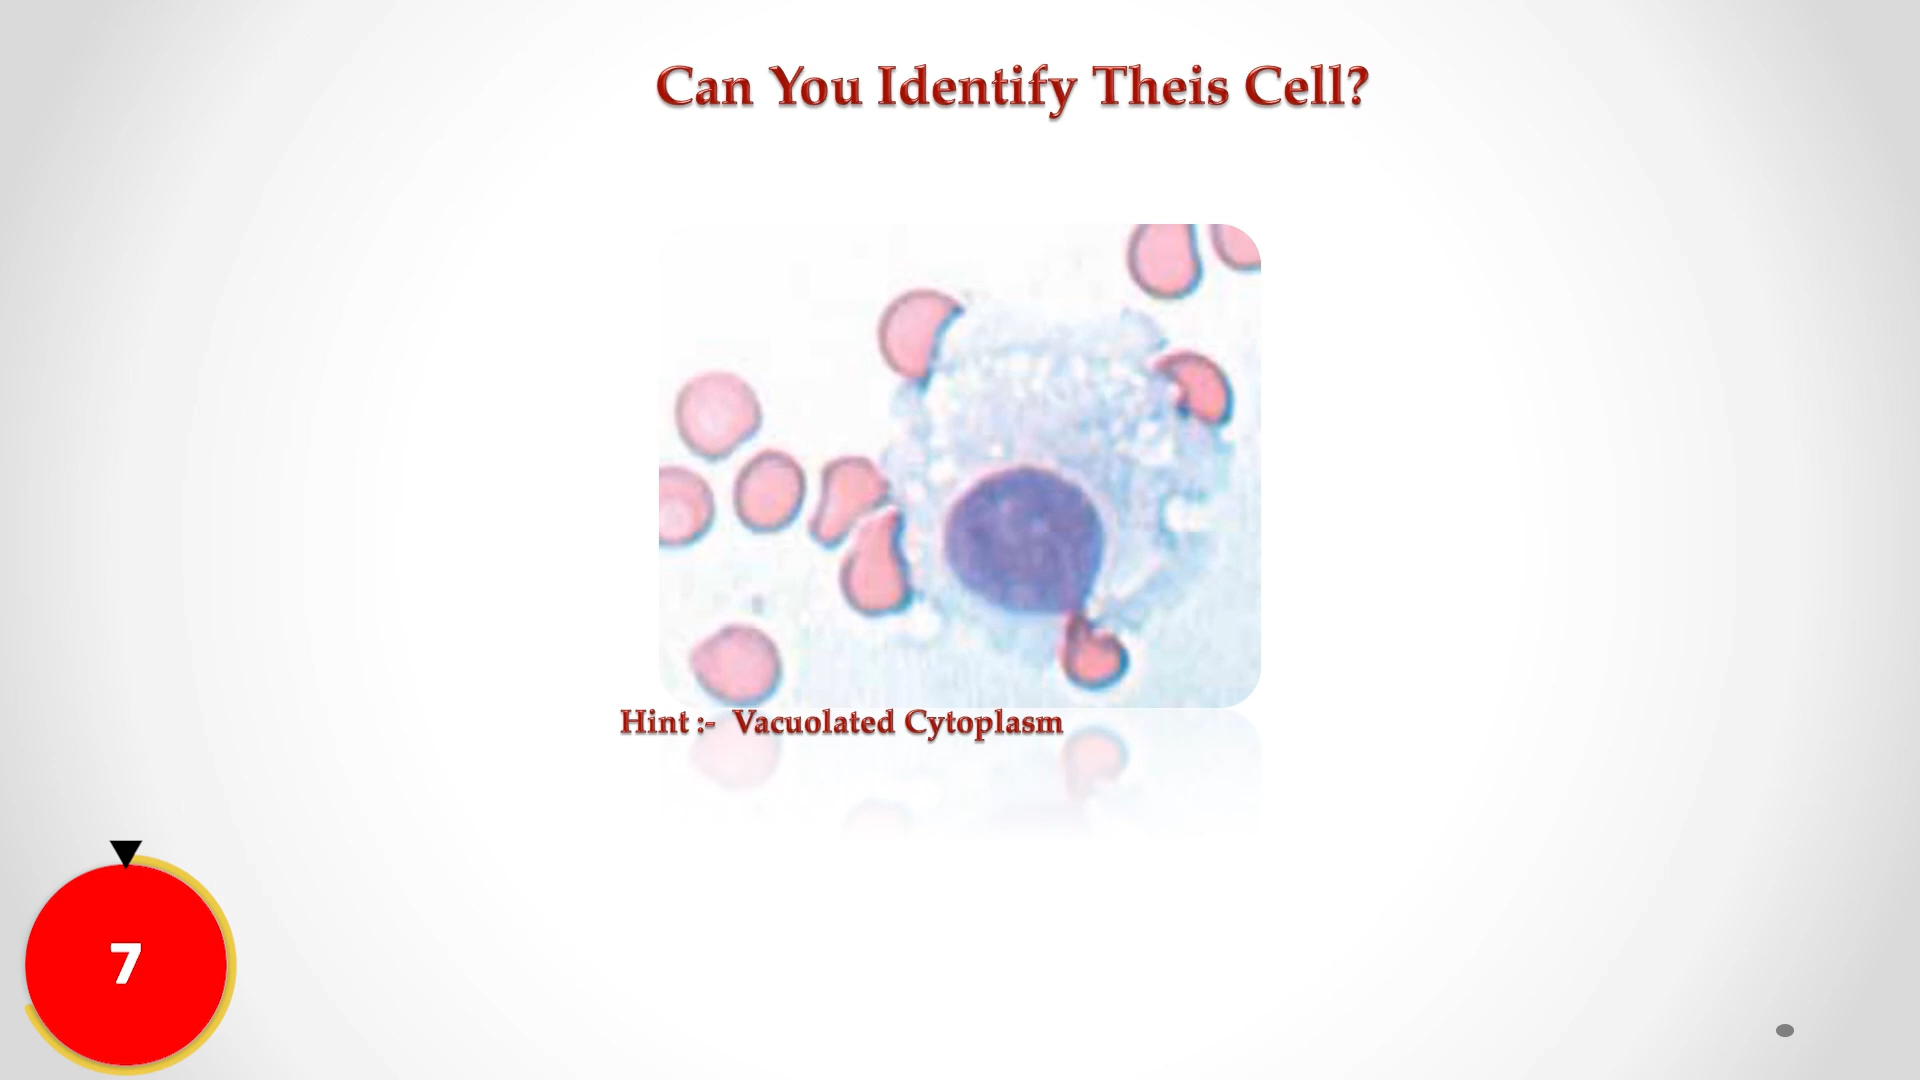 Can You Identify Theis Cell?
Hint :-  Vacuolated Cytoplasm
7